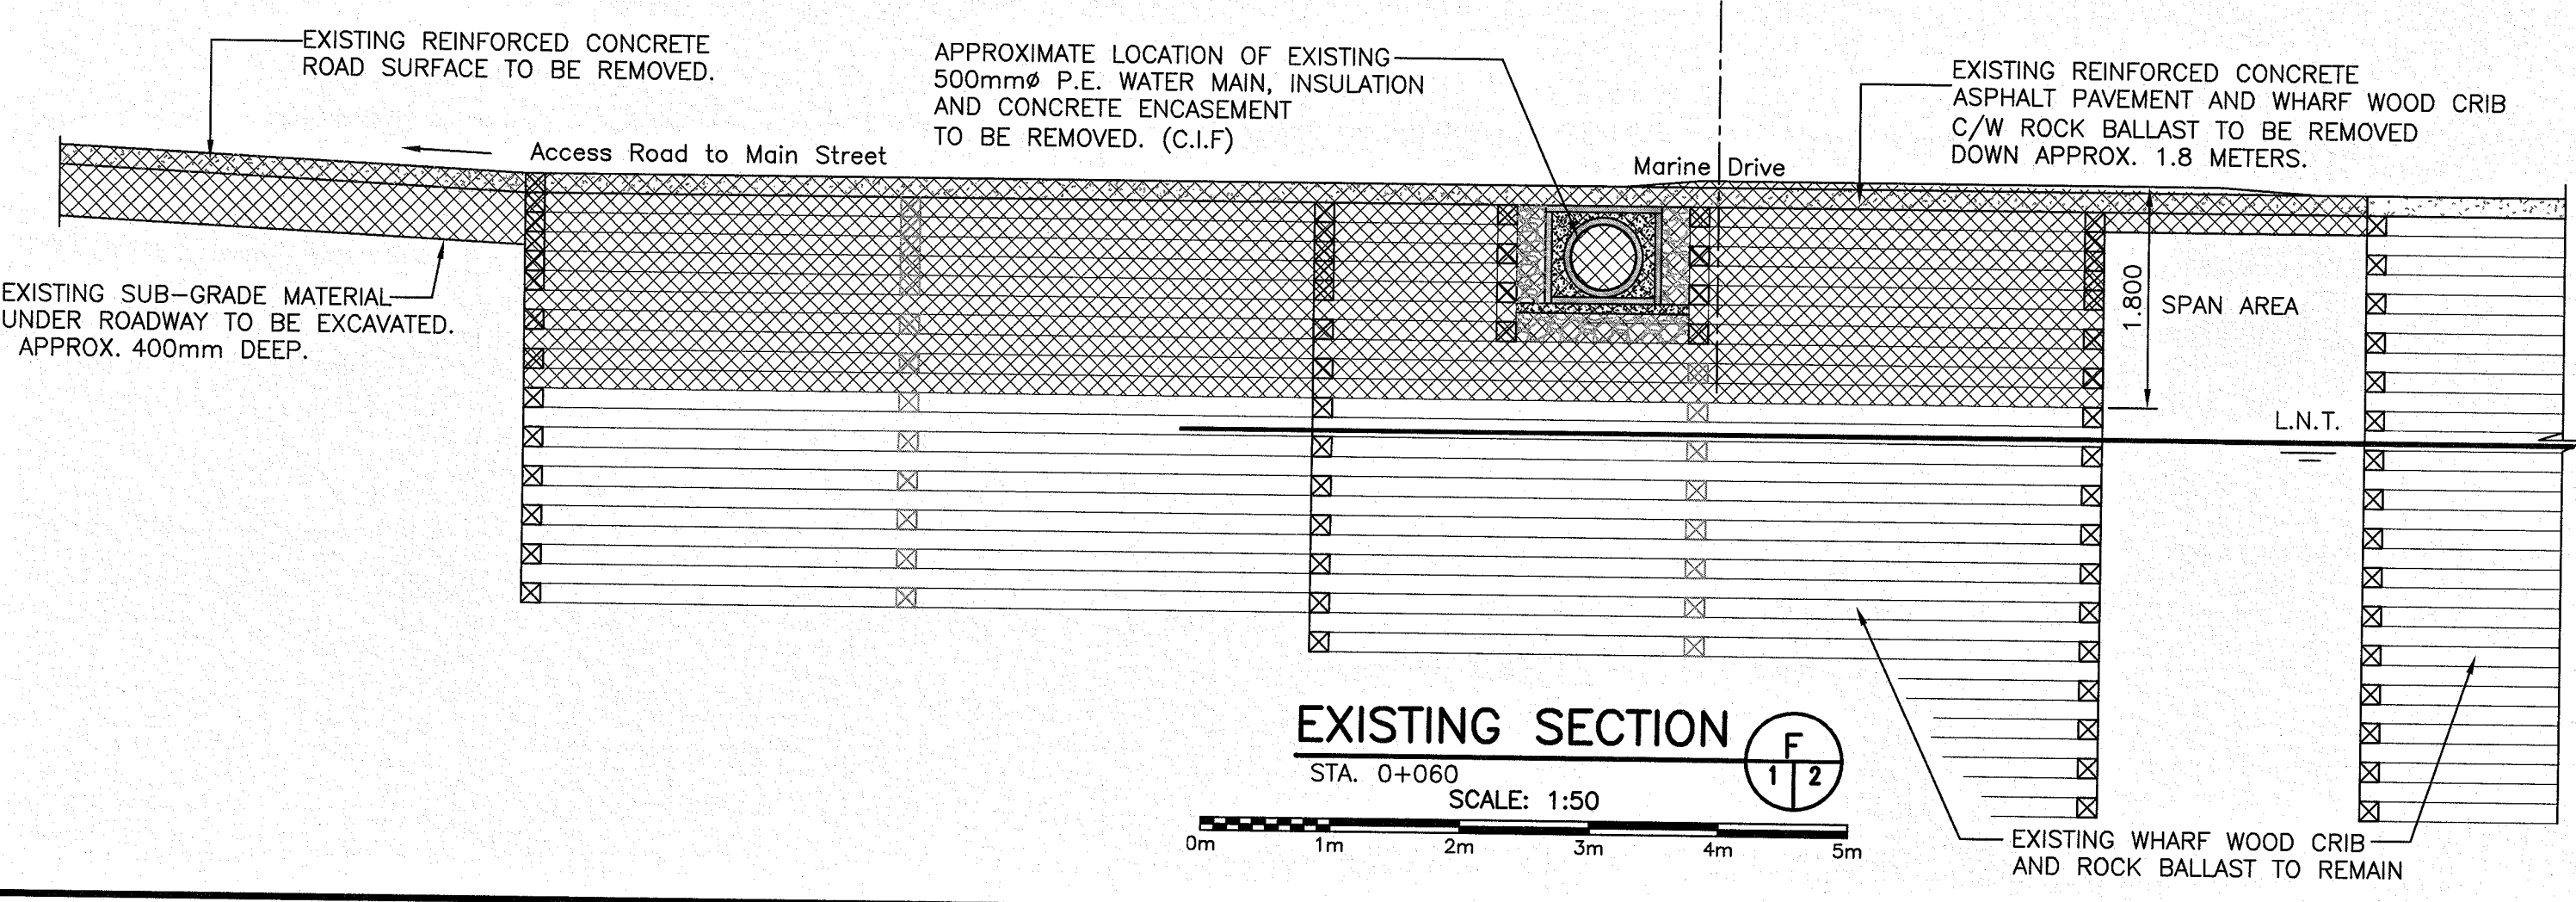 EXISTING REINFORCED CONCRETE
ROAD SURFACE TO BE REMOVED.
APPROXIMATE LOCATION OF EXISTING
500mmø P.E. WATER MAIN, INSULATION
AND CONCRETE ENCASEMENT
TO BE REMOVED. (C.I.F)
EXISTING REINFORCED CONCRETE
ASPHALT PAVEMENT AND WHARF WOOD CRIB
C/W ROCK BALLAST TO BE REMOVED
DOWN APPROX. 1.8 METERS.
Access Road to Main Street
Marine Drive
EXISTING SUB-GRADE MATERIAL
UNDER ROADWAY TO BE EXCAVATED.
APPROX. 400mm DEEP.
1.800
SPAN AREA
L.N.T.
EXISTING SECTION
F
1 2
STA. 0+060
SCALE: 1:50
0m 1m 2m 3m 4m 5m
EXISTING WHARF WOOD CRIB
AND ROCK BALLAST TO REMAIN